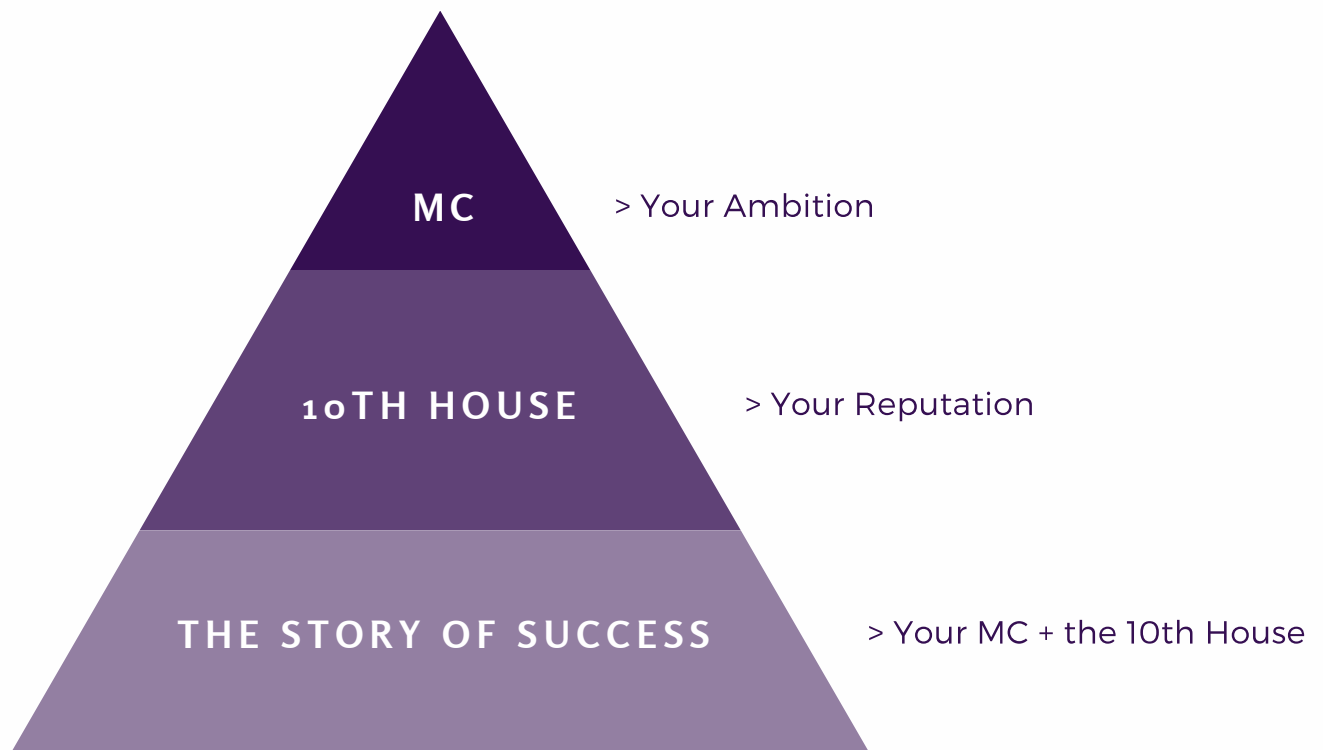 MC
> Your Ambition
10TH HOUSE
> Your Reputation
THE STORY OF SUCCESS
> Your MC + the 10th House